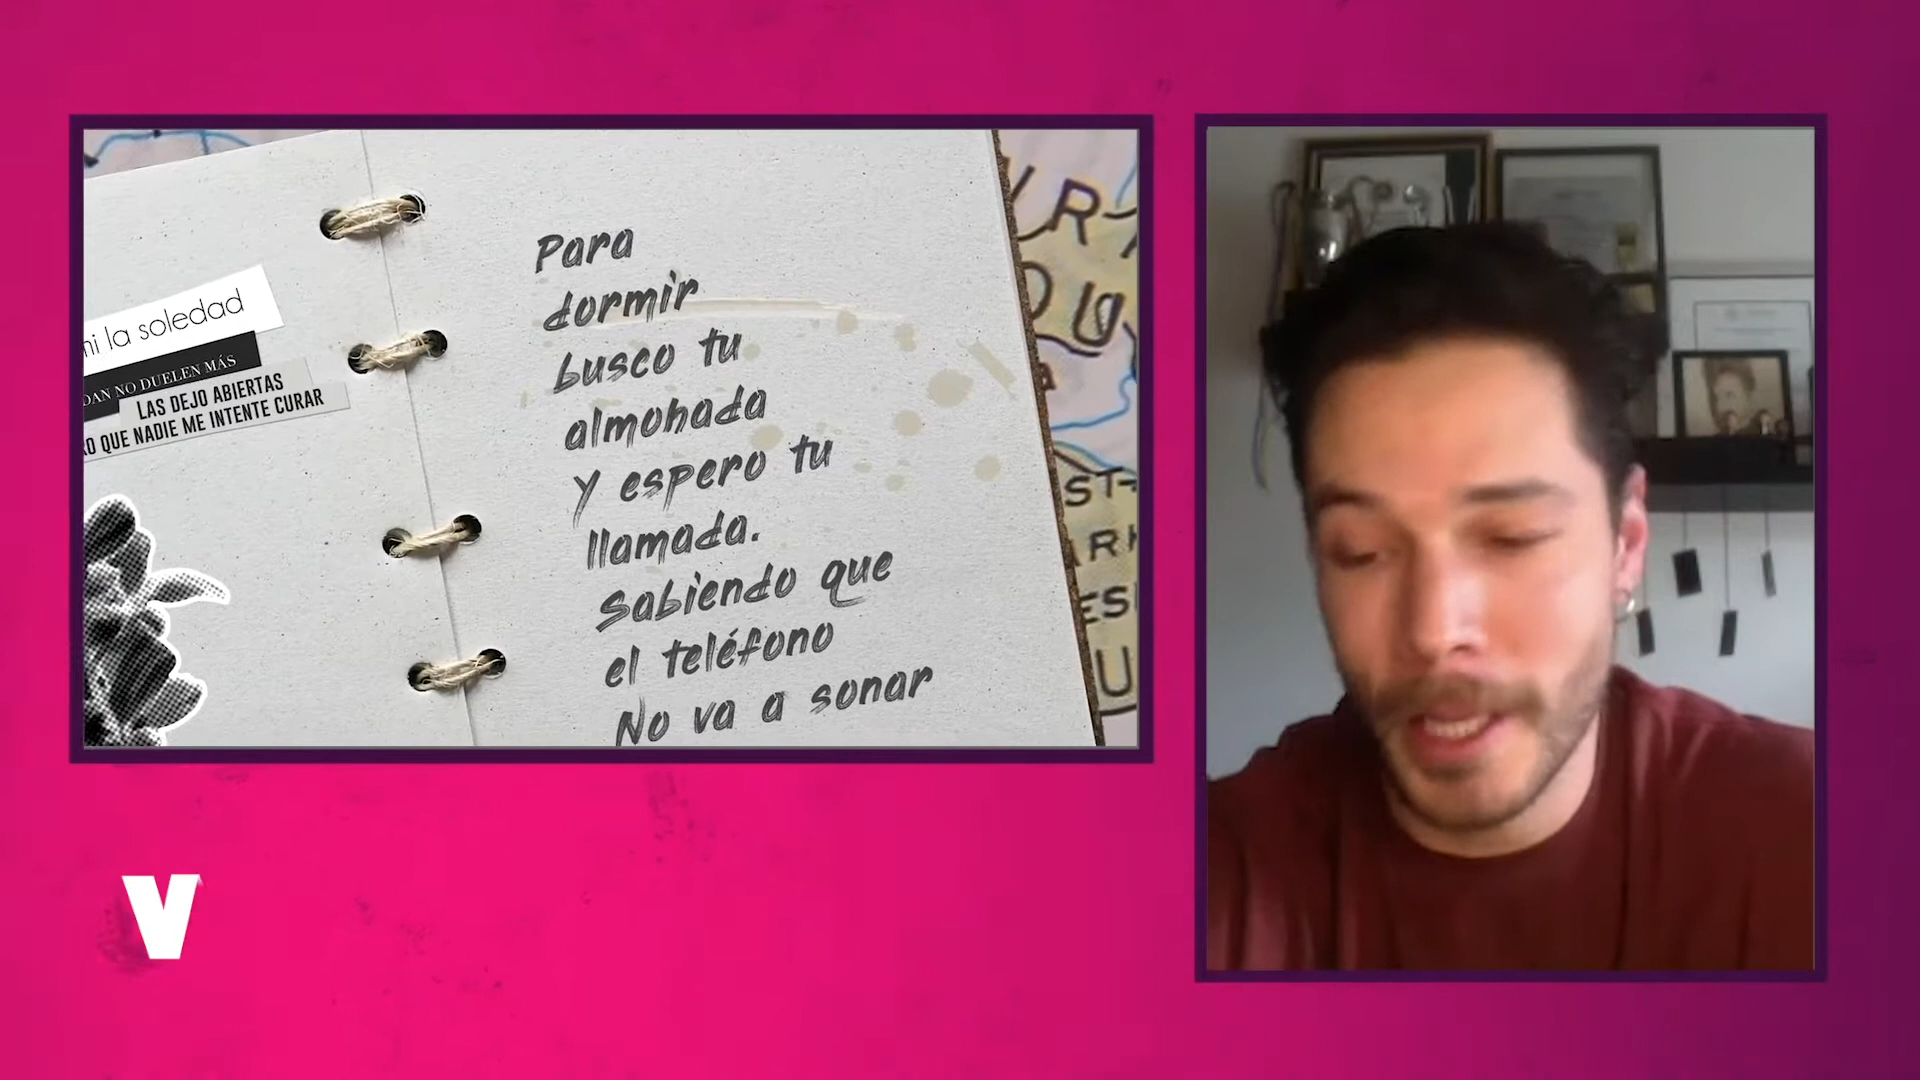 mi la soledad
DAN NO DUELEN MÁS
LAS DEJO ABIERTAS
QUE NADIE ME INTENTE CURAR
Para
dormir
busco tu
almohada
Y espero tu
llamada.
Sabiendo que
el teléfono
No va a sonar
V